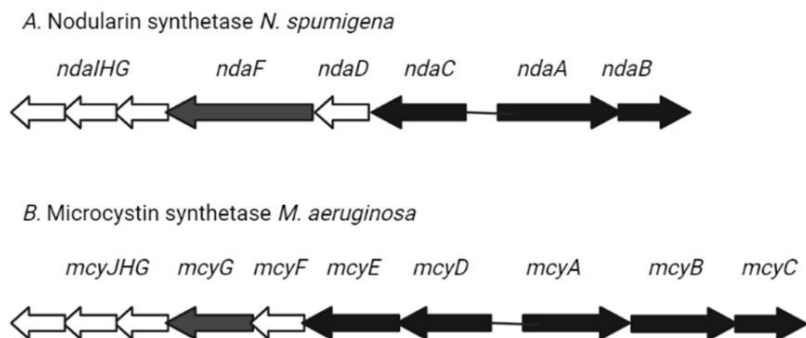 A. Nodularin synthetase N. spumigena
ndaIHG ndaF ndaD ndaC ndaA ndaB
B. Microcystin synthetase M. aeruginosa
mcyJHG mcyG mcyF mcyE mcyD mcyA mcyB mcyC